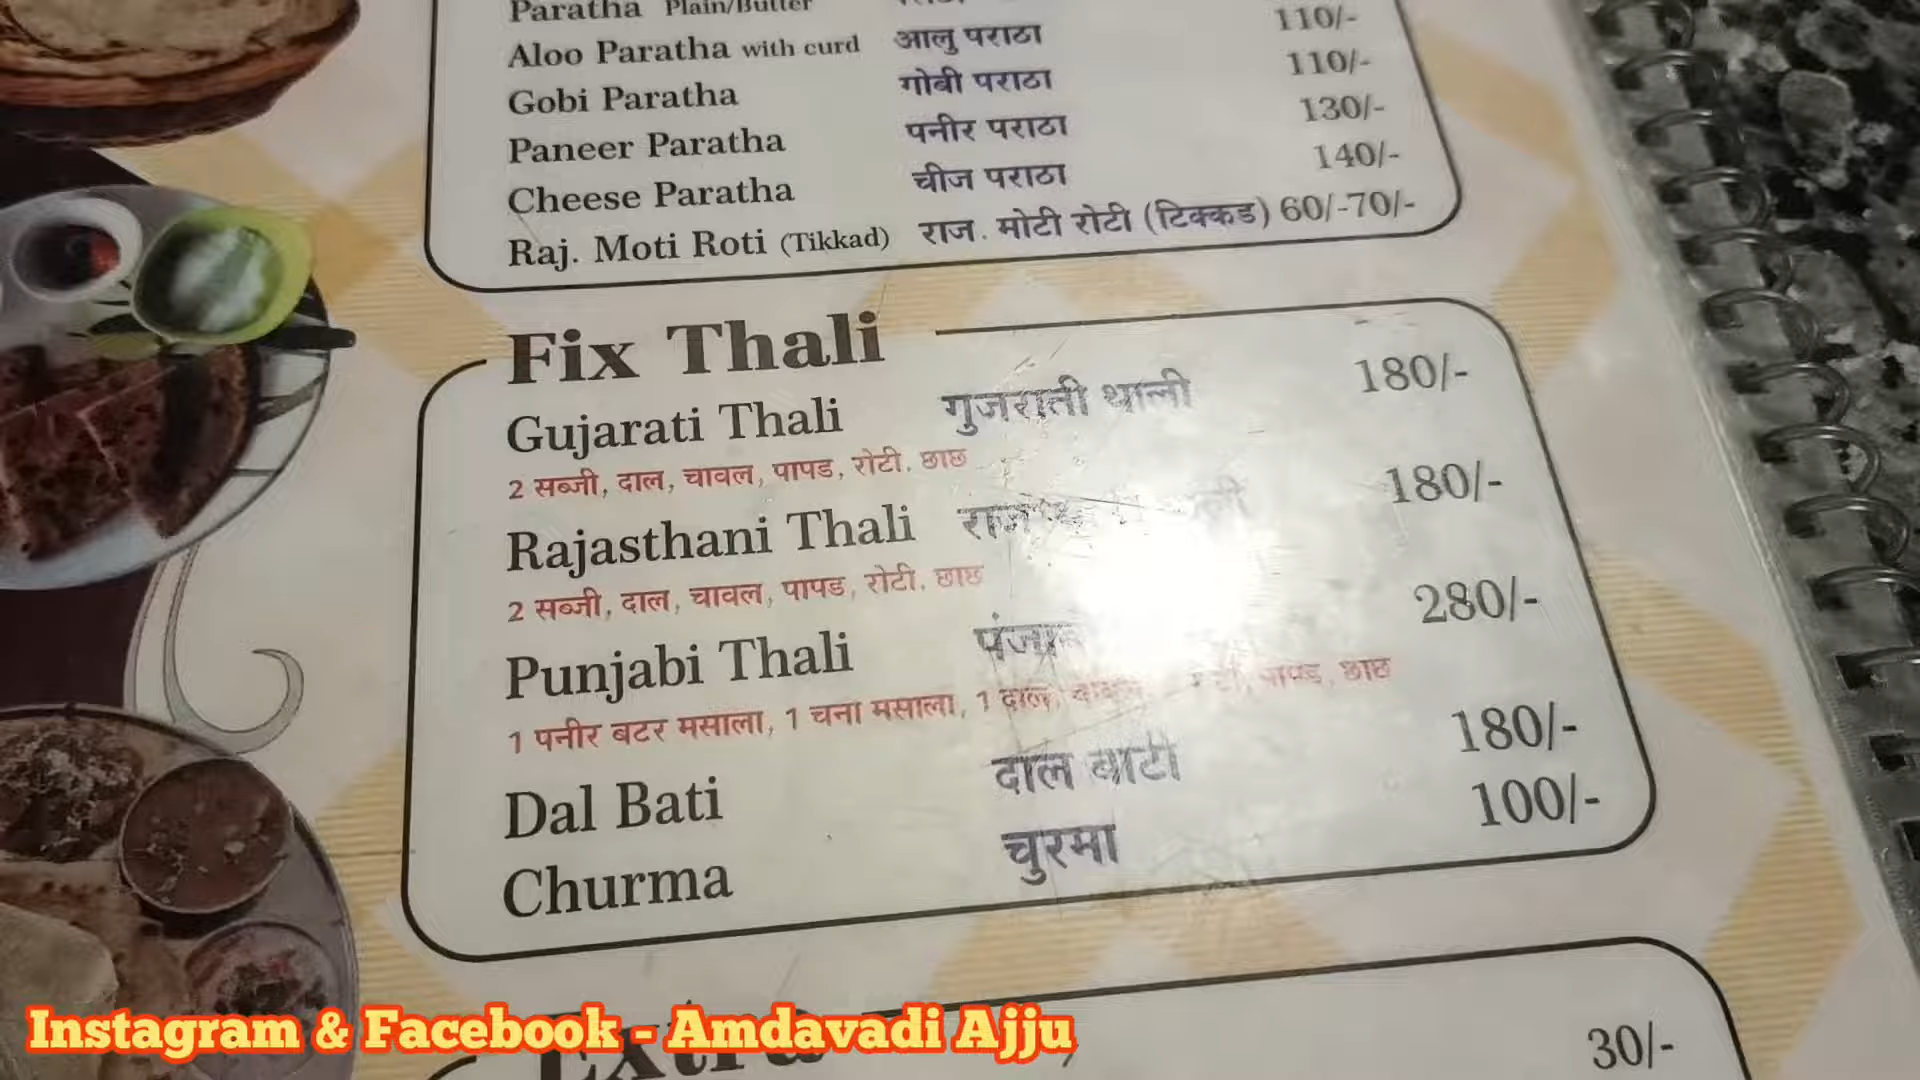 Paratha Plain/Butter
Aloo Paratha with curd आलु पराठा 110/-
Gobi Paratha गोबी पराठा 110/-
Paneer Paratha पनीर पराठा 130/-
Cheese Paratha चीज पराठा 140/-
Raj. Moti Roti (Tikkad) राज. मोटी रोटी (टिक्कड) 60/-70/-
Fix Thali
Gujarati Thali गुजराती थाली 180/-
2 सब्जी, दाल, चावल, पापड, रोटी, छाछ
Rajasthani Thali 180/-
2 सब्जी, दाल, चावल, पापड, रोटी, छाछ
Punjabi Thali 280/-
1 पनीर बटर मसाला, 1 चना मसाला, 1 दाल, पापड, छाछ
Dal Bati दाल बाटी 180/-
Churma चुरमा 100/-
Extra
30/-
Instagram & Facebook - Amdavadi Ajju